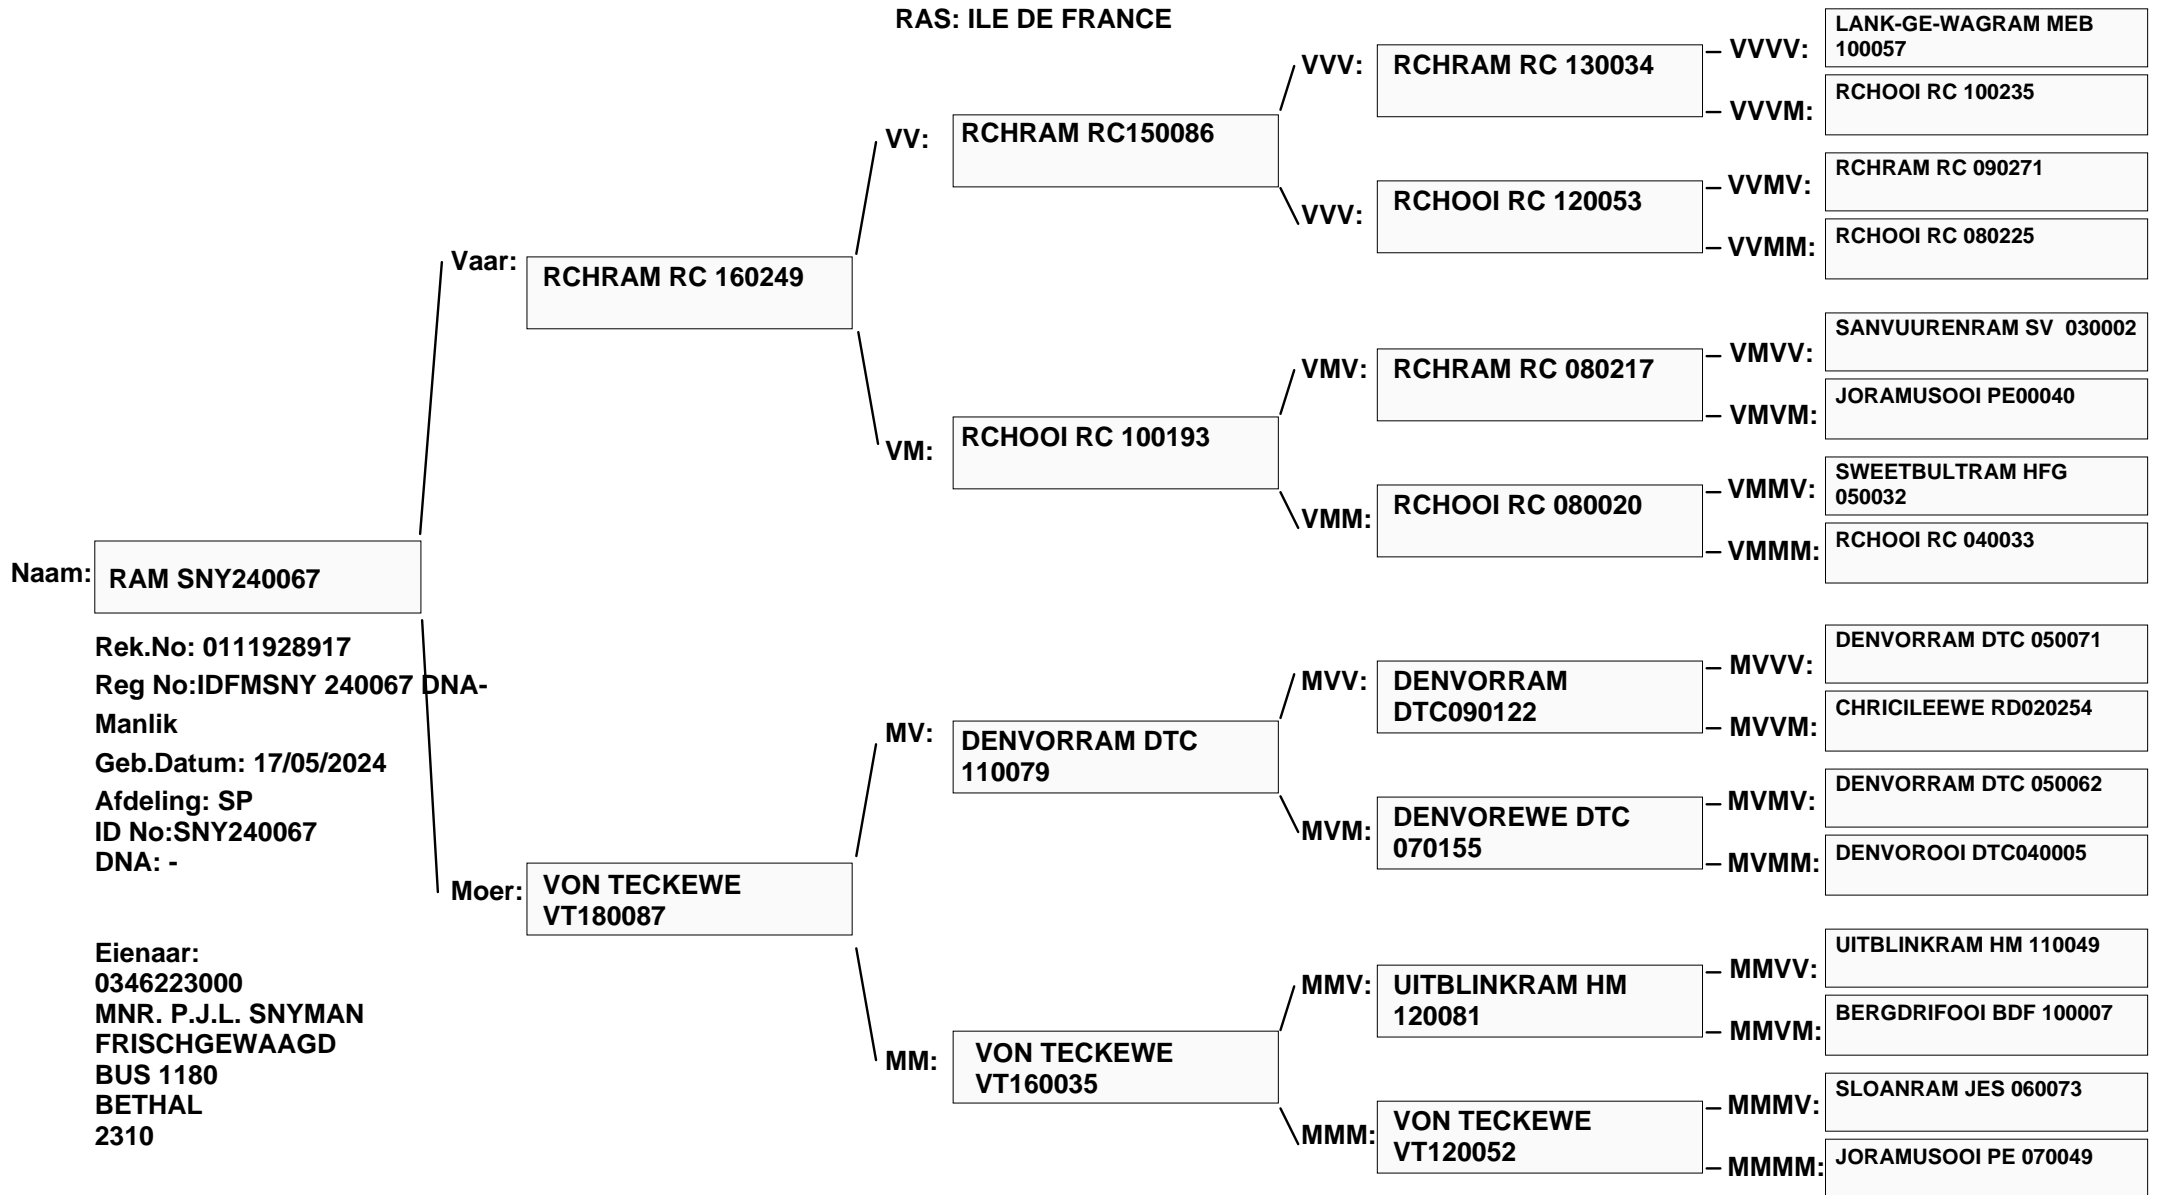 RAS: ILE DE FRANCE
Naam:
RAM SNY240067
Rek.No: 0111928917
Reg No:IDFMSNY 240067 DNA-
Manlik
Geb.Datum: 17/05/2024
Afdeling: SP
ID No:SNY240067
DNA: -
Eienaar:
0346223000
MNR. P.J.L. SNYMAN
FRISCHGEWAAGD
BUS 1180
BETHAL
2310
Vaar:
RCHRAM RC 160249
Moer:
VON TECKEWE
VT180087
VV:
RCHRAM RC150086
VM:
RCHOOI RC 100193
MV:
DENVORRAM DTC
110079
MM:
VON TECKEWE
VT160035
VVV:
RCHRAM RC 130034
VVV:
RCHOOI RC 120053
VMV:
RCHRAM RC 080217
VMM:
RCHOOI RC 080020
MVV:
DENVORRAM
DTC090122
MVM:
DENVOREWE DTC
070155
MMV:
UITBLINKRAM HM
120081
MMM:
VON TECKEWE
VT120052
VVVV:
LANK-GE-WAGRAM MEB
100057
VVVM:
RCHOOI RC 100235
VVMV:
RCHRAM RC 090271
VVMM:
RCHOOI RC 080225
VMVV:
SANVUURENRAM SV  030002
VMVM:
JORAMUSOOI PE00040
VMMV:
SWEETBULTRAM HFG
050032
VMMM:
RCHOOI RC 040033
MVVV:
DENVORRAM DTC 050071
MVVM:
CHRICILEEWE RD020254
MVMV:
DENVORRAM DTC 050062
MVMM:
DENVOROOI DTC040005
MMVV:
UITBLINKRAM HM 110049
MMVM:
BERGDRIFOOI BDF 100007
MMMV:
SLOANRAM JES 060073
MMMM:
JORAMUSOOI PE 070049